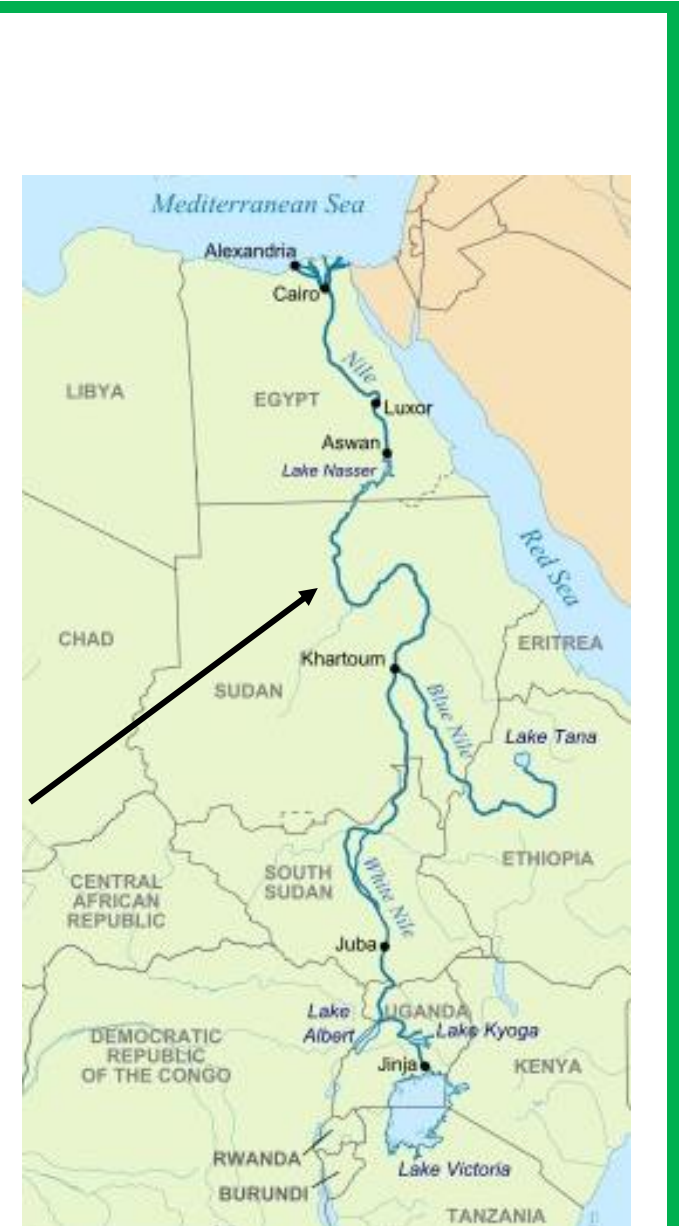 Mediterranean Sea
Alexandria
Cairo
Nile
LIBYA
EGYPT
Luxor
Aswan
Lake Nasser
Red Sea
CHAD
ERITREA
Khartoum
SUDAN
Blue Nile
Lake Tana
ETHIOPIA
SOUTH
SUDAN
CENTRAL
AFRICAN
REPUBLIC
White Nile
Juba
Lake
Albert
UGANDA
Lake Kyoga
DEMOCRATIC
REPUBLIC
OF THE CONGO
Jinja
KENYA
RWANDA
Lake Victoria
BURUNDI
TANZANIA